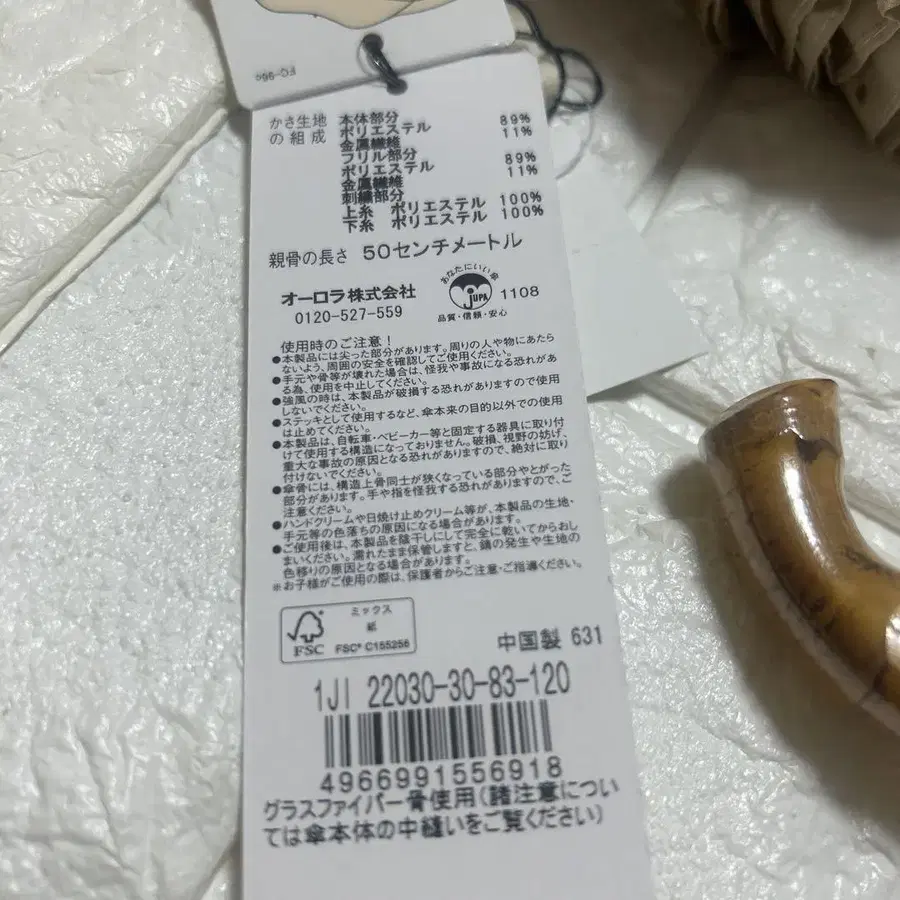 FG-96
かさ生地 本体部分
の組成 ポリエステル 89%
金属繊維 11%
フリル部分
ポリエステル 89%
金属繊維 11%
刺繍部分
上糸 ポリエステル 100%
下糸 ポリエステル 100%
親骨の長さ 50センチメートル
オーロラ株式会社
0120-527-559
あなたにいい傘
JUPA
品質・信頼・安心
1108
使用時のご注意!
●本製品には尖った部分があります。周りの人や物にあたら
ないよう、周囲の安全を確認してご使用ください。
●手元や骨等が壊れた場合は、怪我や事故になる恐れがあ
る為、使用を中止してください。
●強風の時は、本製品が破損する恐れがありますので使用
しないでください。
●ステッキとして使用するなど、傘本来の目的以外での使用
は止めてください。
●本製品は、自転車・ベビーカー等と固定する器具に取り付
けて使用する構造になっておりません。破損、視野の妨げ、
重大な事故の原因となる恐れがありますので、絶対に取り
付けないでください。
●傘骨には、構造上骨同士が狭くなっている部分やとがった
部分があります。手や指を怪我する恐れがありますので、ご
注意ください。
●ハンドクリームや日焼け止めクリーム等が、本製品の生地・
手元等の色落ちの原因になる場合があります。
●ご使用後は、本製品を陰干しにして完全に乾いてからおし
まいください。濡れたまま保管しますと、錆の発生や生地の
色移りの原因となる場合があります。
※お子様がご使用の際は、保護者からご注意・ご指導ください。
ミックス
紙
FSC
FSC® C155256
中国製 631
1JI 22030-30-83-120
4966991556918
グラスファイバー骨使用(諸注意につい
ては傘本体の中縫いをご覧ください)